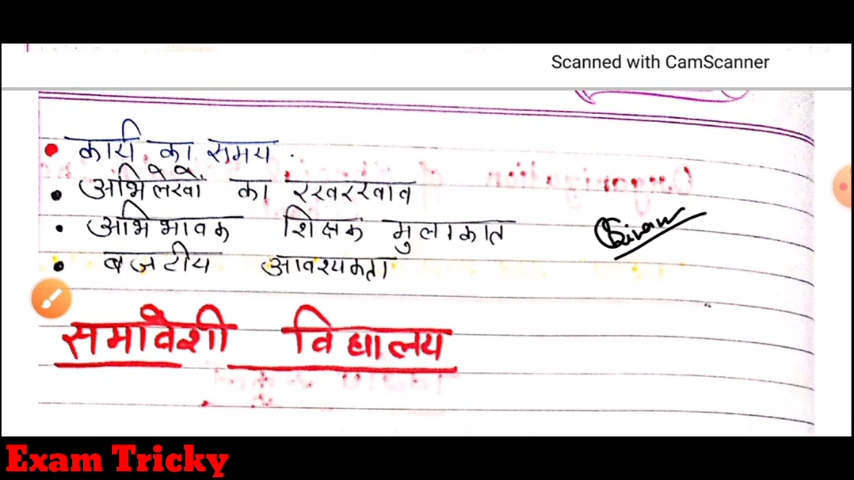 Scanned with CamScanner
कार्य का समय .
अभिलेखों का रखरखाव
अभिभावक शिक्षक मुलाकात
बजटीय आवश्यकता
समावेशी विद्यालय
Exam Tricky